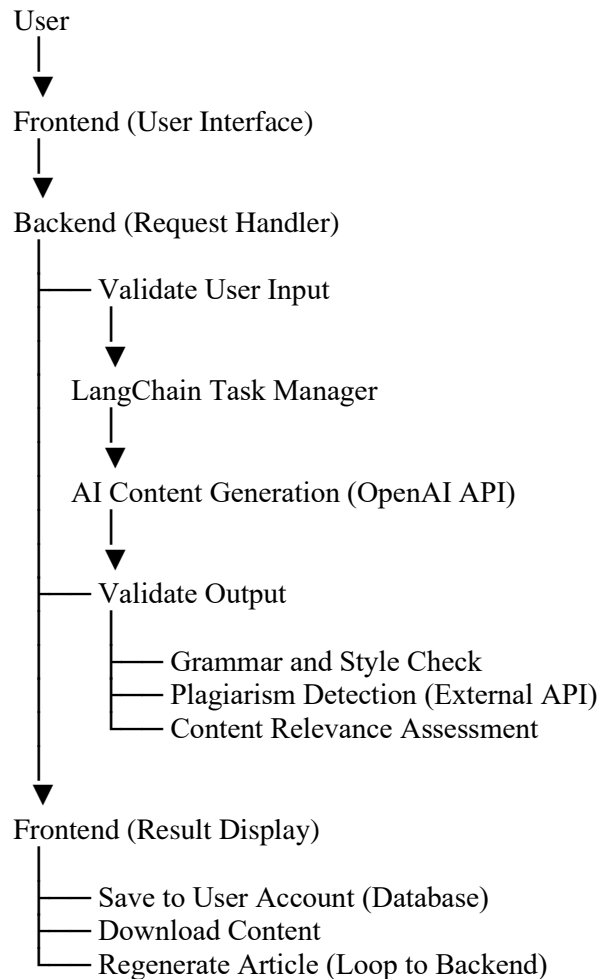 User
Frontend (User Interface)
Backend (Request Handler)
Validate User Input
LangChain Task Manager
AI Content Generation (OpenAI API)
Validate Output
Grammar and Style Check
Plagiarism Detection (External API)
Content Relevance Assessment
Frontend (Result Display)
Save to User Account (Database)
Download Content
Regenerate Article (Loop to Backend)